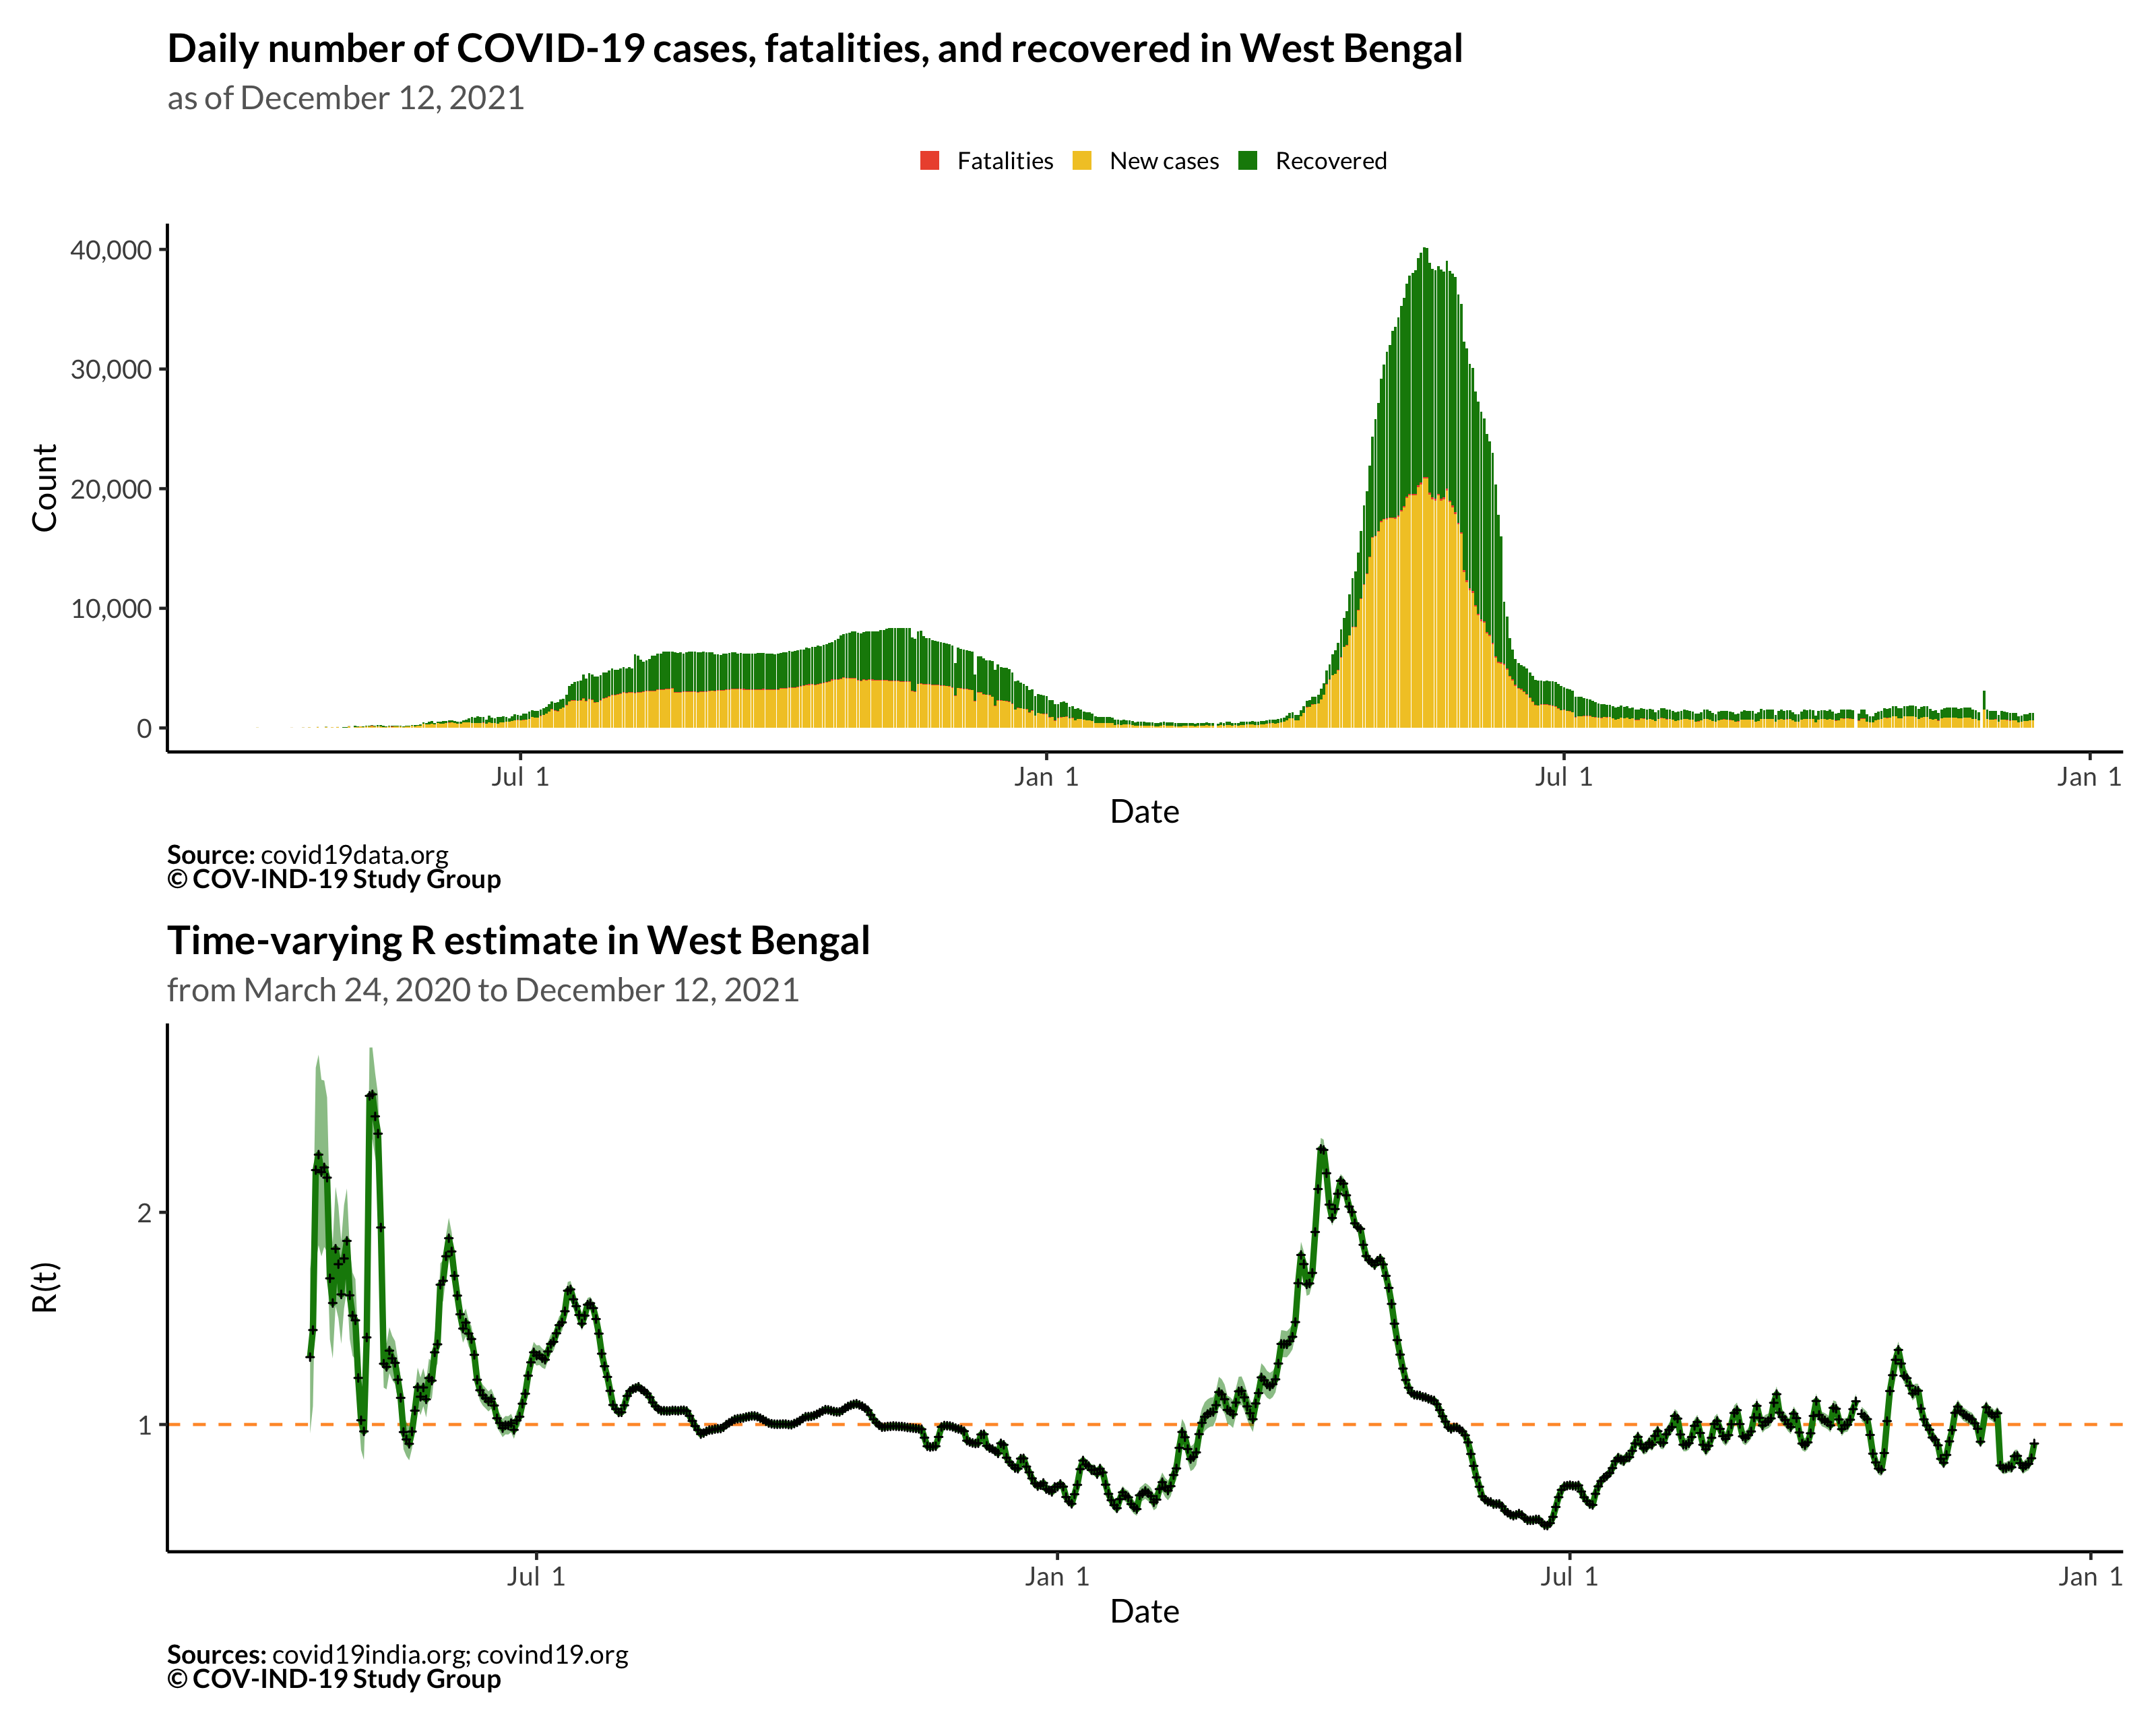 Daily number of COVID-19 cases, fatalities, and recovered in West Bengal
as of December 12, 2021
Fatalities New cases Recovered
40,000
30,000
20,000
10,000
0
Count
Jul 1 Jan 1 Jul 1 Jan 1
Date
Source: covid19data.org
© COV-IND-19 Study Group
Time-varying R estimate in West Bengal
from March 24, 2020 to December 12, 2021
2
1
R(t)
Jul 1 Jan 1 Jul 1 Jan 1
Date
Sources: covid19india.org; covind19.org
© COV-IND-19 Study Group